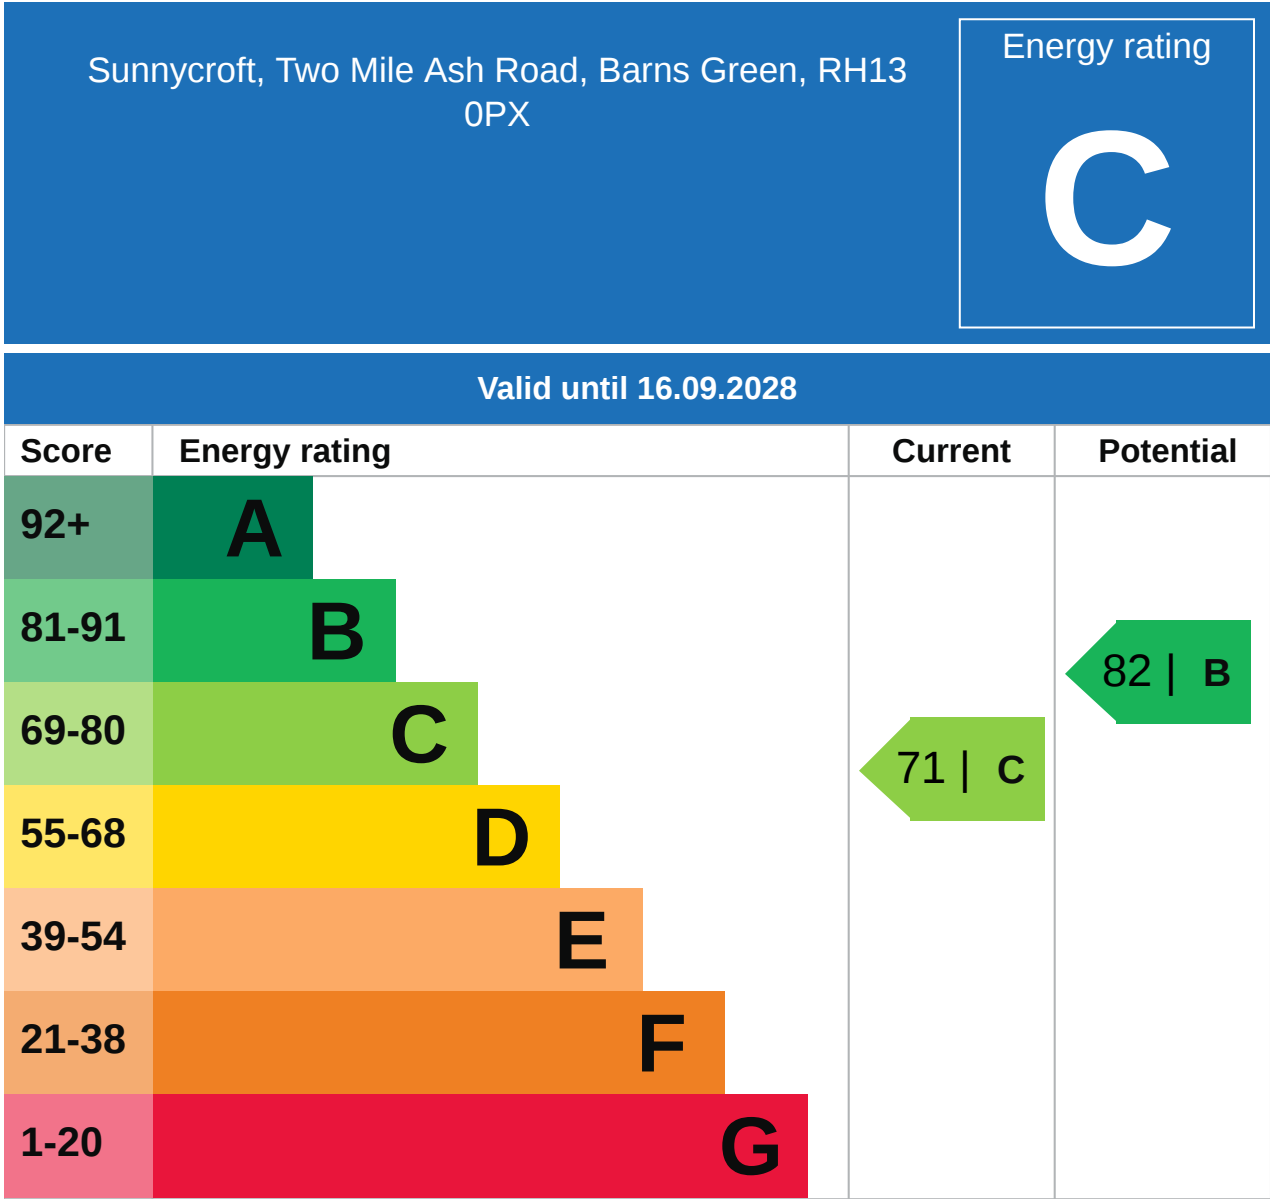 Sunnycroft, Two Mile Ash Road, Barns Green, RH13
0PX
Energy rating
C
Valid until 16.09.2028
Score Energy rating Current Potential
92+ A
81-91 B
82 | B
69-80 C
71 | C
55-68 D
39-54 E
21-38 F
1-20 G